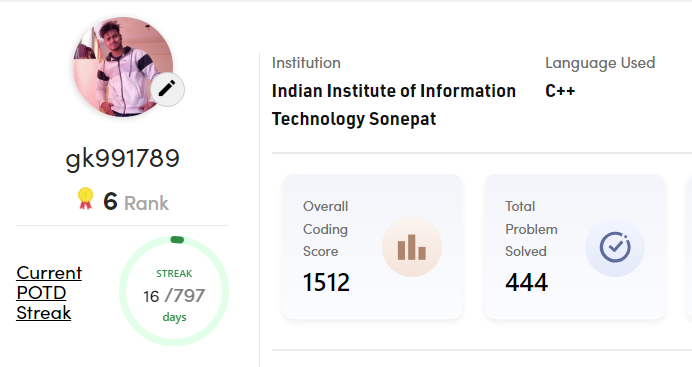 gk991789
6 Rank
Current
POTD
Streak
STREAK
16 /797
days
Institution
Indian Institute of Information
Technology Sonepat
Language Used
C++
Overall
Coding
Score
1512
Total
Problem
Solved
444